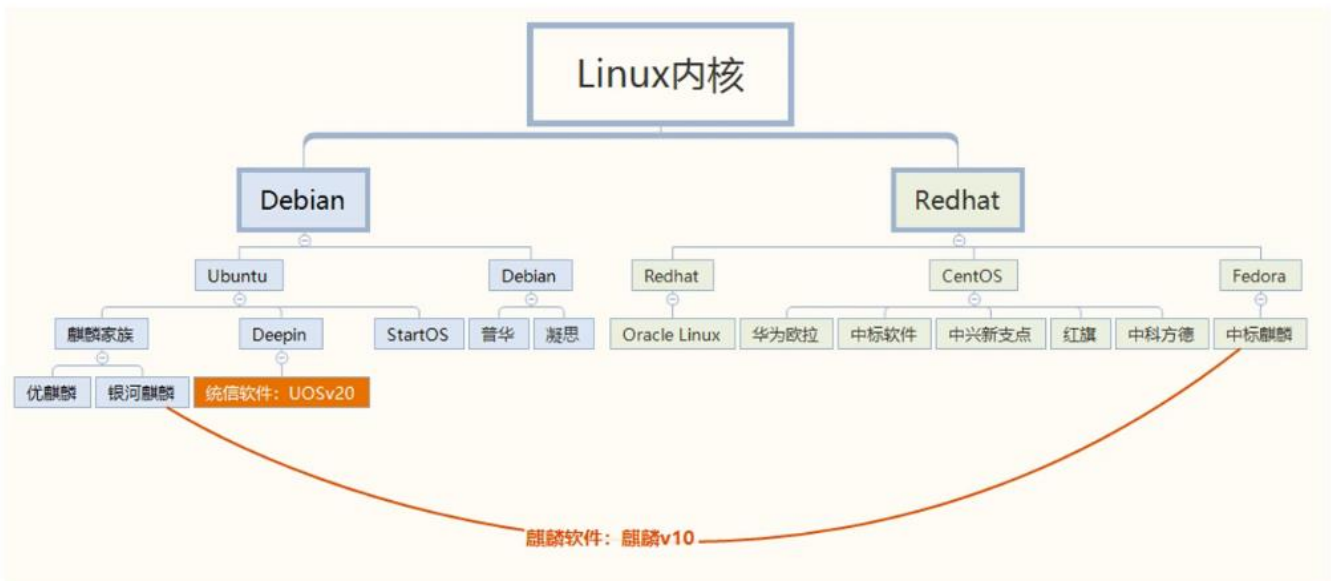 Linux内核
Debian
Redhat
Ubuntu
Debian
Redhat
CentOS
Fedora
麒麟家族
Deepin
StartOS
普华
凝思
Oracle Linux
华为欧拉
中标软件
中兴新支点
红旗
中科方德
中标麒麟
优麒麟
银河麒麟
统信软件：UOSv20
麒麟软件：麒麟v10